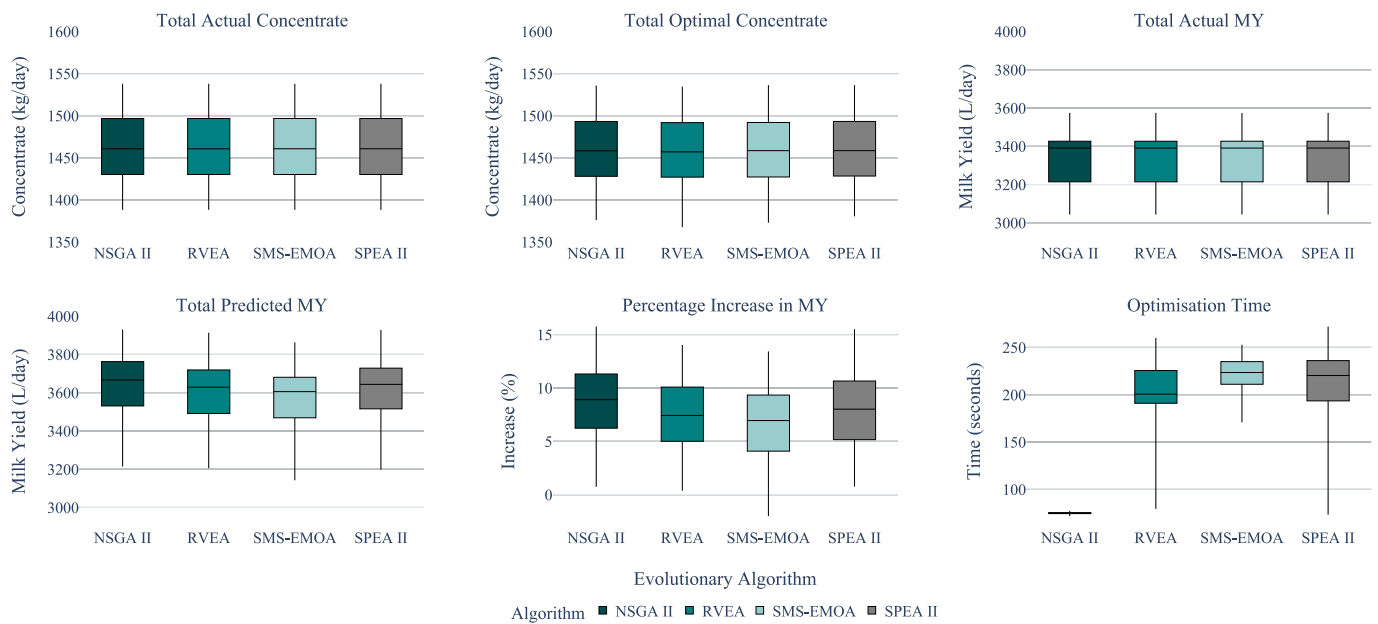 Total Actual Concentrate
1600
1550
1500
1450
1400
1350
Concentrate (kg/day)
NSGA II RVEA SMS-EMOA SPEA II
Total Optimal Concentrate
1600
1550
1500
1450
1400
1350
Concentrate (kg/day)
NSGA II RVEA SMS-EMOA SPEA II
Total Actual MY
4000
3800
3600
3400
3200
3000
Milk Yield (L/day)
NSGA II RVEA SMS-EMOA SPEA II
Total Predicted MY
4000
3800
3600
3400
3200
3000
Milk Yield (L/day)
NSGA II RVEA SMS-EMOA SPEA II
Percentage Increase in MY
15
10
5
0
Increase (%)
NSGA II RVEA SMS-EMOA SPEA II
Optimisation Time
250
200
150
100
Time (seconds)
NSGA II RVEA SMS-EMOA SPEA II
Evolutionary Algorithm
Algorithm NSGA II RVEA SMS-EMOA SPEA II